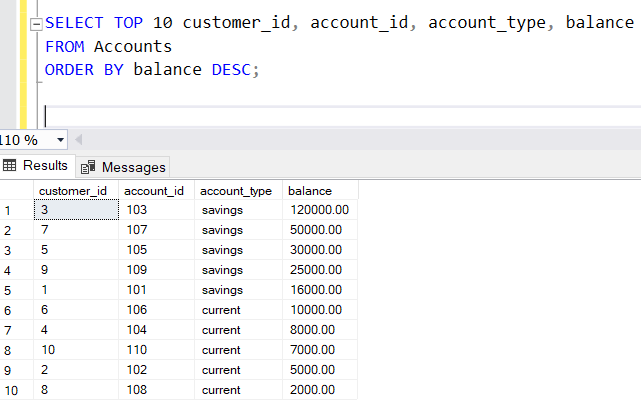 SELECT TOP 10 customer_id, account_id, account_type, balance
FROM Accounts
ORDER BY balance DESC;
110 %
Results Messages
customer_id account_id account_type balance
1 3 103 savings 120000.00
2 7 107 savings 50000.00
3 5 105 savings 30000.00
4 9 109 savings 25000.00
5 1 101 savings 16000.00
6 6 106 current 10000.00
7 4 104 current 8000.00
8 10 110 current 7000.00
9 2 102 current 5000.00
10 8 108 current 2000.00